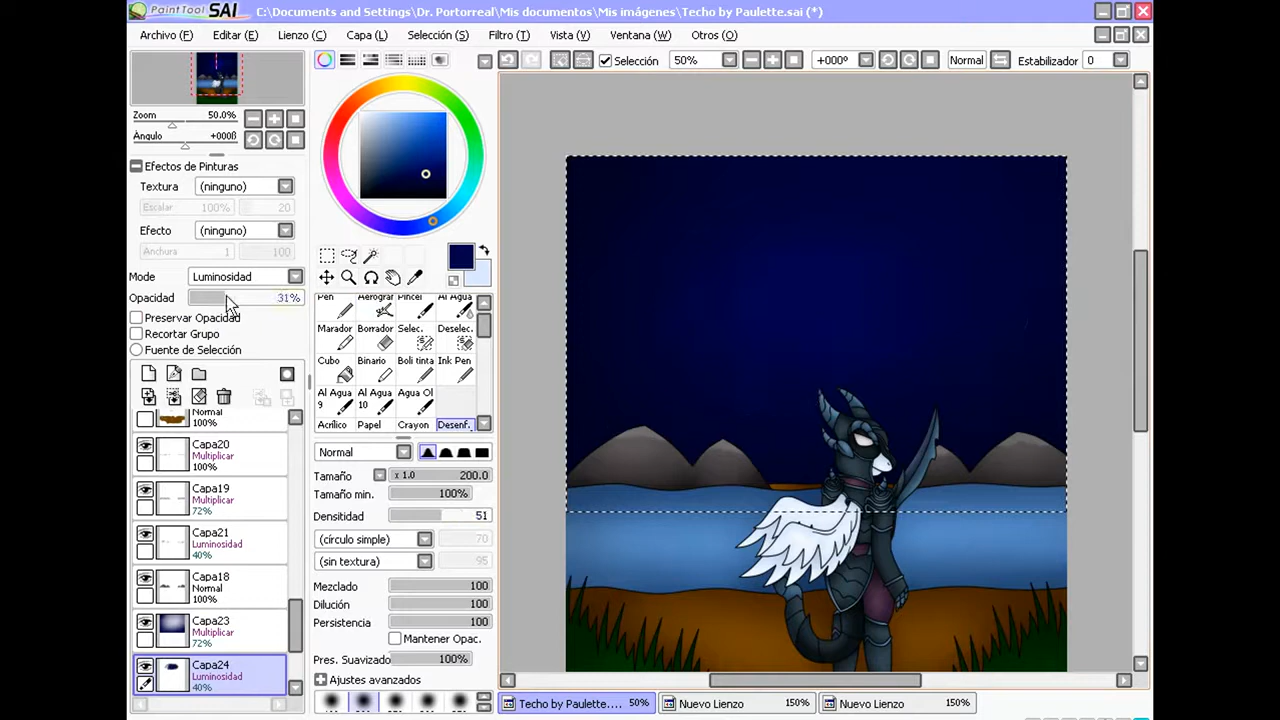 PaintTool SAI C:\Documents and Settings\Dr. Portorreal\Mis documentos\Mis imágenes\Techo by Paulette.sai (*)
Archivo (F) Editar (E) Lienzo (C) Capa (L) Selección (S) Filtro (T) Vista (V) Ventana (W) Otros (O)
Selección 50% +000° Normal Estabilizador 0
Zoom 50.0%
Àngulo +000ß
Efectos de Pinturas
Textura (ninguno)
Escalar 100% 20
Efecto (ninguno)
Anchura 1 100
Mode Luminosidad
Opacidad 31%
Preservar Opacidad
Recortar Grupo
Fuente de Selección
Normal
100%
Capa20
Multiplicar
100%
Capa19
Multiplicar
72%
Capa21
Luminosidad
40%
Capa18
Normal
100%
Capa23
Multiplicar
72%
Capa24
Luminosidad
40%
Pen Aerógraf Pincel Al Agua
Marador Borrador Selec. Deselec.
Cubo Binario Boli tinta Ink Pen
Al Agua 9 Al Agua 10 Agua Ol
Acrílico Papel Crayon Desenf.
Normal
Tamaño x 1.0 200.0
Tamaño min. 100%
Densitidad 51
(círculo simple) 70
(sin textura) 95
Mezclado 100
Dilución 100
Persistencia 100
Mantener Opac.
Pres. Suavizado 100%
Ajustes avanzados
Techo by Paulette.... 50% Nuevo Lienzo 150% Nuevo Lienzo 150%